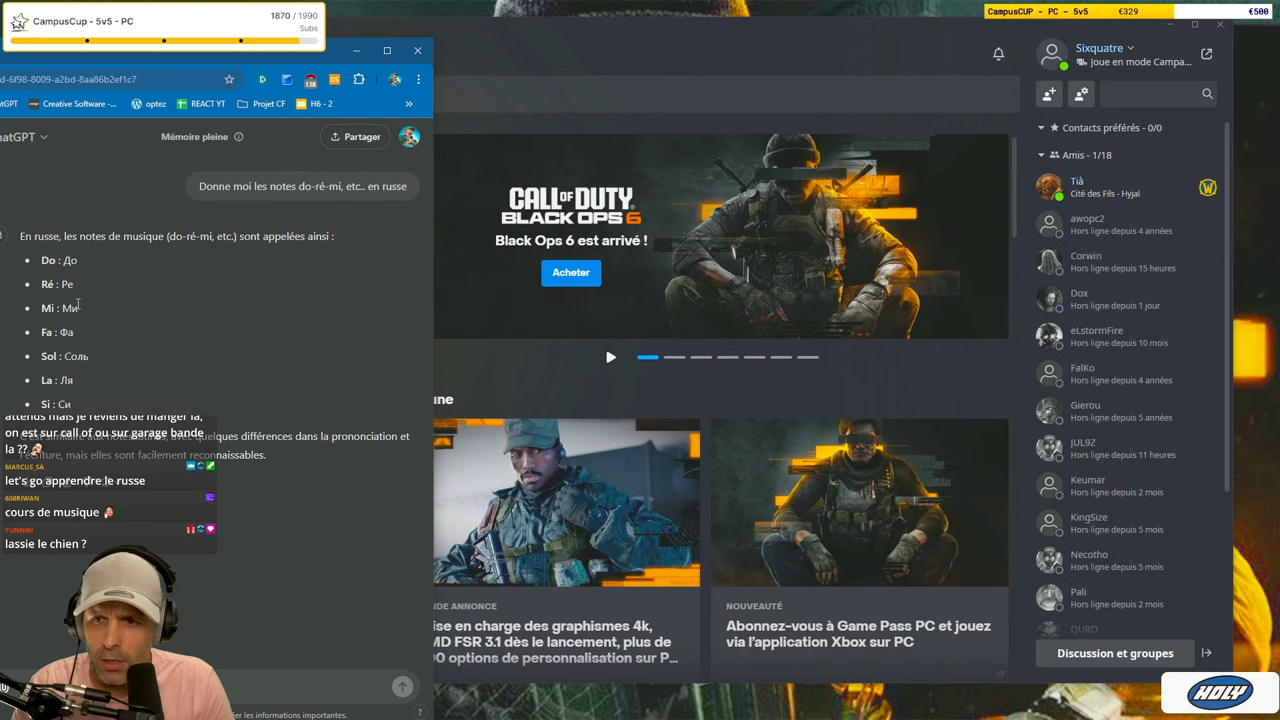 CampusCup - 5v5 - PC
1870 / 1990
Subs
CampusCUP - PC - 5v5
€329
€500
d-6f98-8009-a2bd-8aa86b2ef1c7
138
DS
Creative Software -...
optez
REACT YT
Projet CF
H6 - 2
»
Mémoire pleine
Partager
Donne moi les notes do-ré-mi, etc.. en russe
En russe, les notes de musique (do-ré-mi, etc.) sont appelées ainsi :
Do : До
Ré : Ре
Mi : Ми
Fa : Фа
Sol : Соль
La : Ля
Si : Си
quelques différences dans la prononciation et
l'écriture, mais elles sont facilement reconnaissables.
attends mais je reviens de manger la,
on est sur call of ou sur garage bande
la ??
MARCUS_SA
let's go apprendre le russe
608RIWAN
cours de musique
YUNNIM
lassie le chien ?
les informations importantes.
?
CALL OF DUTY
BLACK OPS 6
Black Ops 6 est arrivé !
Acheter
une
NDE ANNONCE
ise en charge des graphismes 4k,
MD FSR 3.1 dès le lancement, plus de
00 options de personnalisation sur P...
NOUVEAUTÉ
Abonnez-vous à Game Pass PC et jouez
via l'application Xbox sur PC
Sixquatre
Joue en mode Campa...
Contacts préférés - 0/0
Amis - 1/18
Tià
Cité des Fils - Hyjal
W
awopc2
Hors ligne depuis 4 années
Corwin
Hors ligne depuis 15 heures
Dox
Hors ligne depuis 1 jour
eLstormFire
Hors ligne depuis 10 mois
FalKo
Hors ligne depuis 4 années
Gierou
Hors ligne depuis 5 années
JUL9Z
Hors ligne depuis 11 heures
Keumar
Hors ligne depuis 2 mois
KingSize
Hors ligne depuis 5 mois
Necotho
Hors ligne depuis 5 mois
Pali
Hors ligne depuis 2 mois
QURO
Discussion et groupes
HOLY